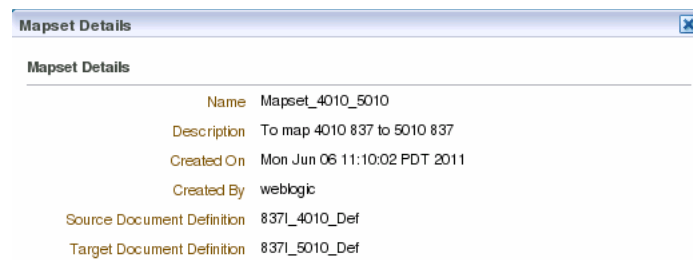 Mapset Details
Mapset Details
Name Mapset_4010_5010
Description To map 4010 837 to 5010 837
Created On Mon Jun 06 11:10:02 PDT 2011
Created By weblogic
Source Document Definition 837I_4010_Def
Target Document Definition 837I_5010_Def